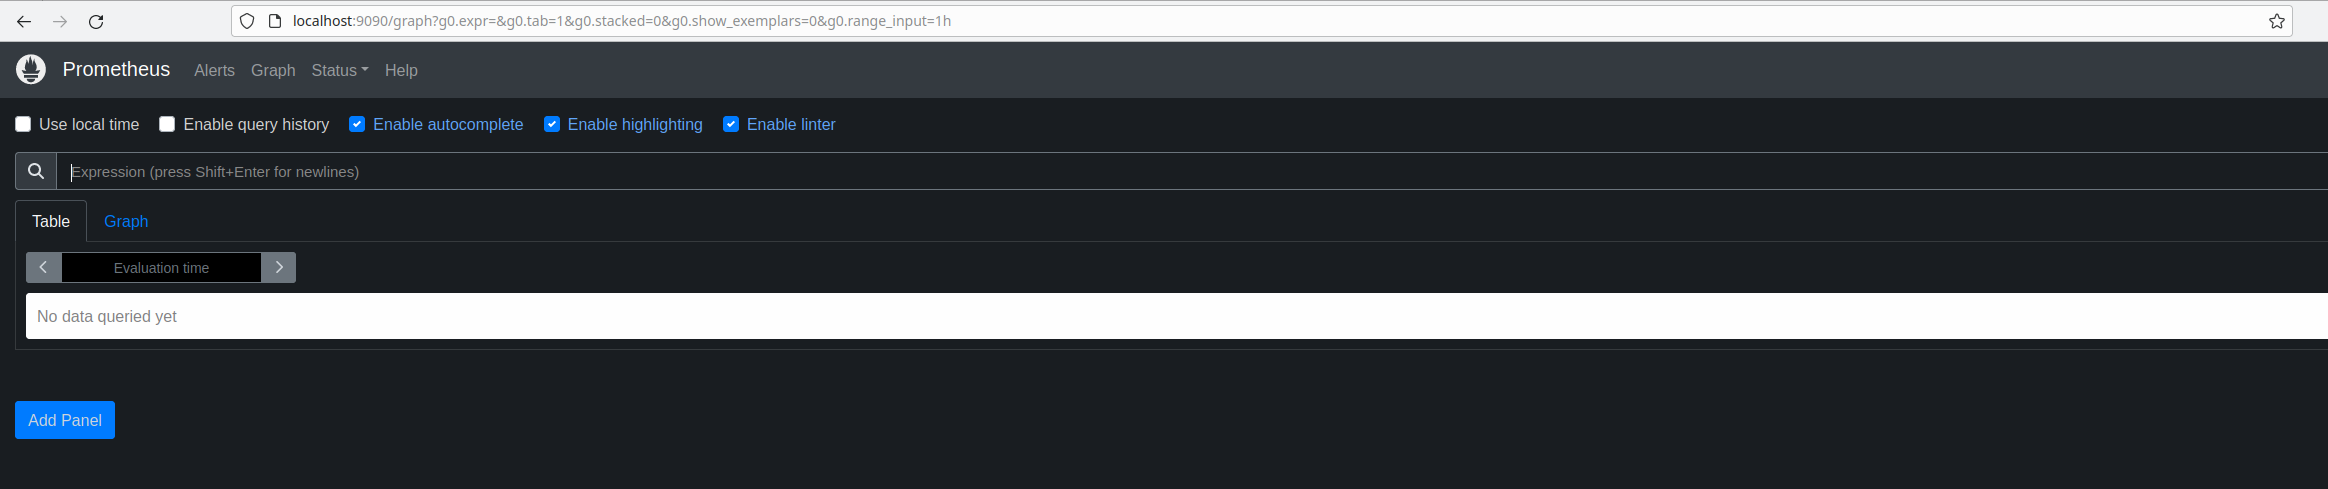 localhost:9090/graph?g0.expr=&g0.tab=1&g0.stacked=0&g0.show_exemplars=0&g0.range_input=1h
Prometheus Alerts Graph Status Help
Use local time Enable query history Enable autocomplete Enable highlighting Enable linter
Expression (press Shift+Enter for newlines)
Table Graph
Evaluation time
No data queried yet
Add Panel